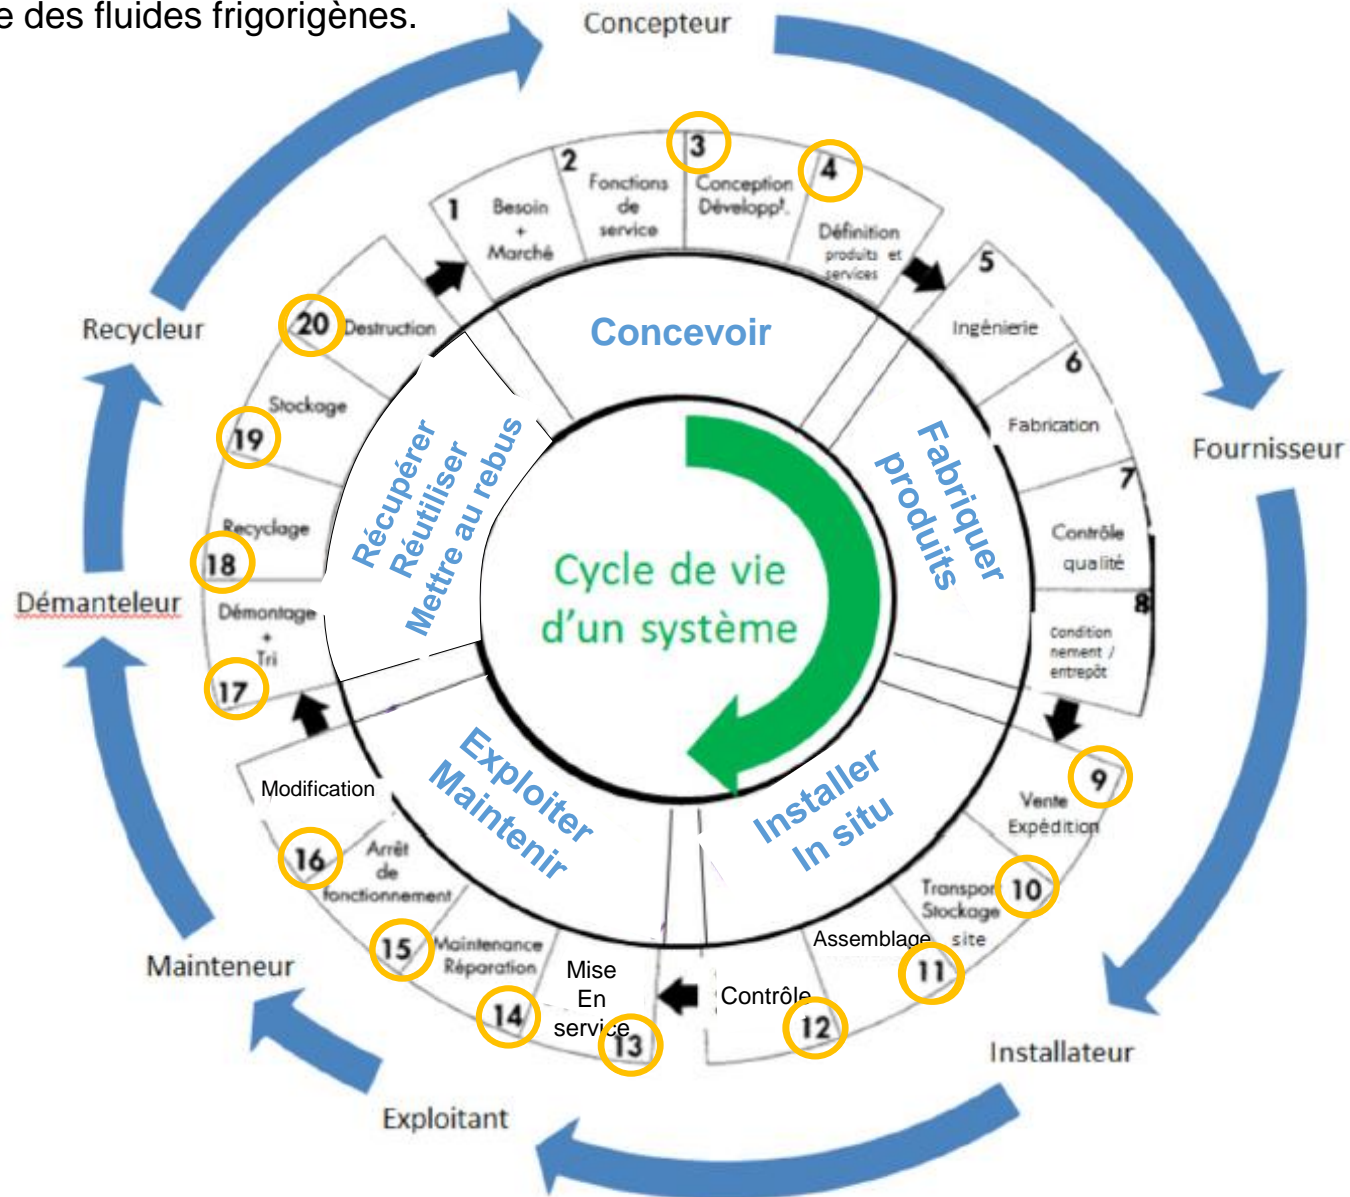 e des fluides frigorigènes.
Concepteur
1
Besoin
+
Marché
2
Fonctions
de
service
3
Conception
Développᵗ.
4
Définition
produits et
services
5
Ingénierie
6
Fabrication
7
Contrôle
qualité
8
Condition
nement /
entrepôt
9
Vente
Expédition
10
Transport
Stockage
site
11
Assemblage
12
Contrôle
13
Mise
En
service
14
Maintenance
Réparation
15
Arrêt
de
fonctionnement
16
Modification
17
Démontage
+
Tri
18
Recyclage
19
Stockage
20
Destruction
Concevoir
Fabriquer
produits
Installer
In situ
Exploiter
Maintenir
Récupérer
Réutiliser
Mettre au rebus
Cycle de vie
d'un système
Fournisseur
Installateur
Exploitant
Mainteneur
Démanteleur
Recycleur